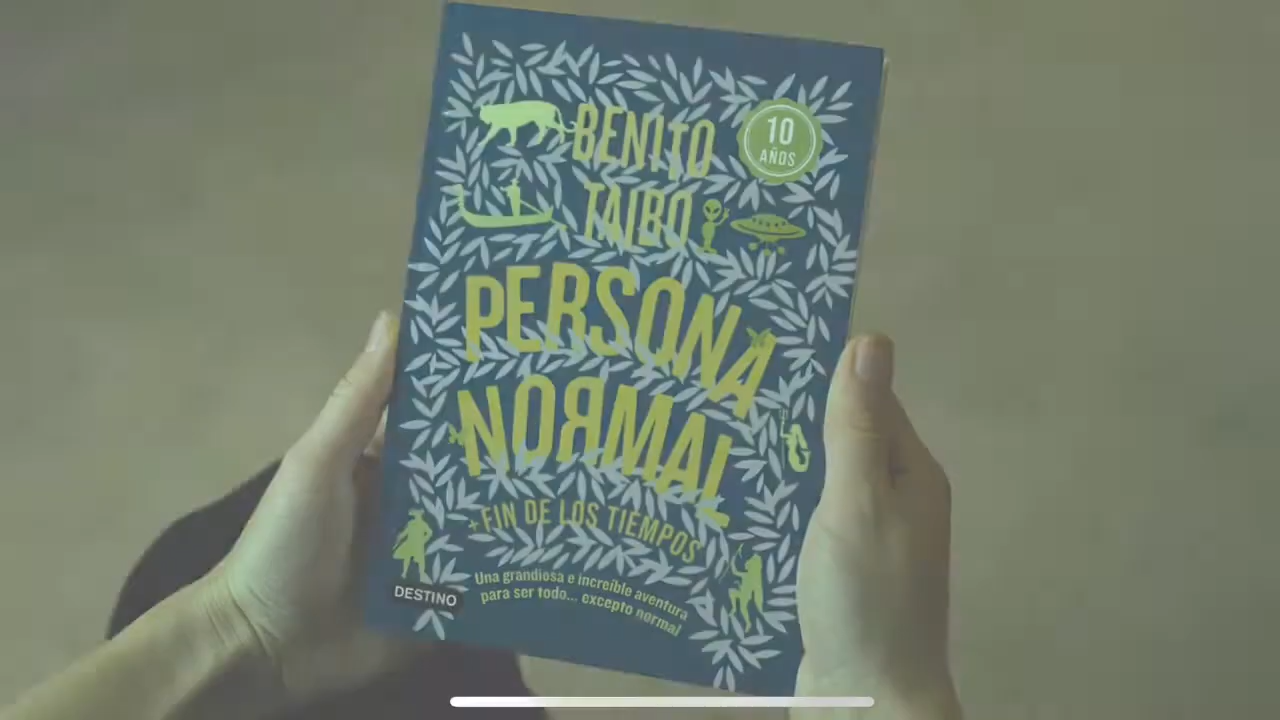 BENITO
TAIBO
10
AÑOS
PERSONA
NORMAL
+FIN DE LOS TIEMPOS
Una grandiosa e increíble aventura
para ser todo... excepto normal
DESTINO